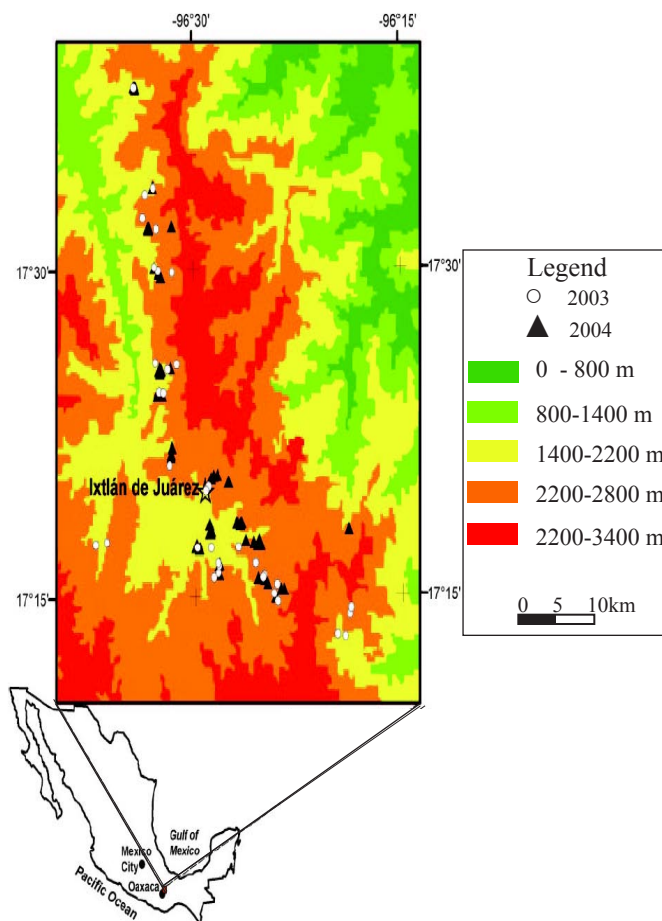 -96°30'
-96°15'
17°30'
17°30'
Ixtlán de Juárez
17°15'
17°15'
Legend
2003
2004
0 - 800 m
800-1400 m
1400-2200 m
2200-2800 m
2200-3400 m
0 5 10km
Gulf of
Mexico
Mexico
City
Oaxaca
Pacific Ocean